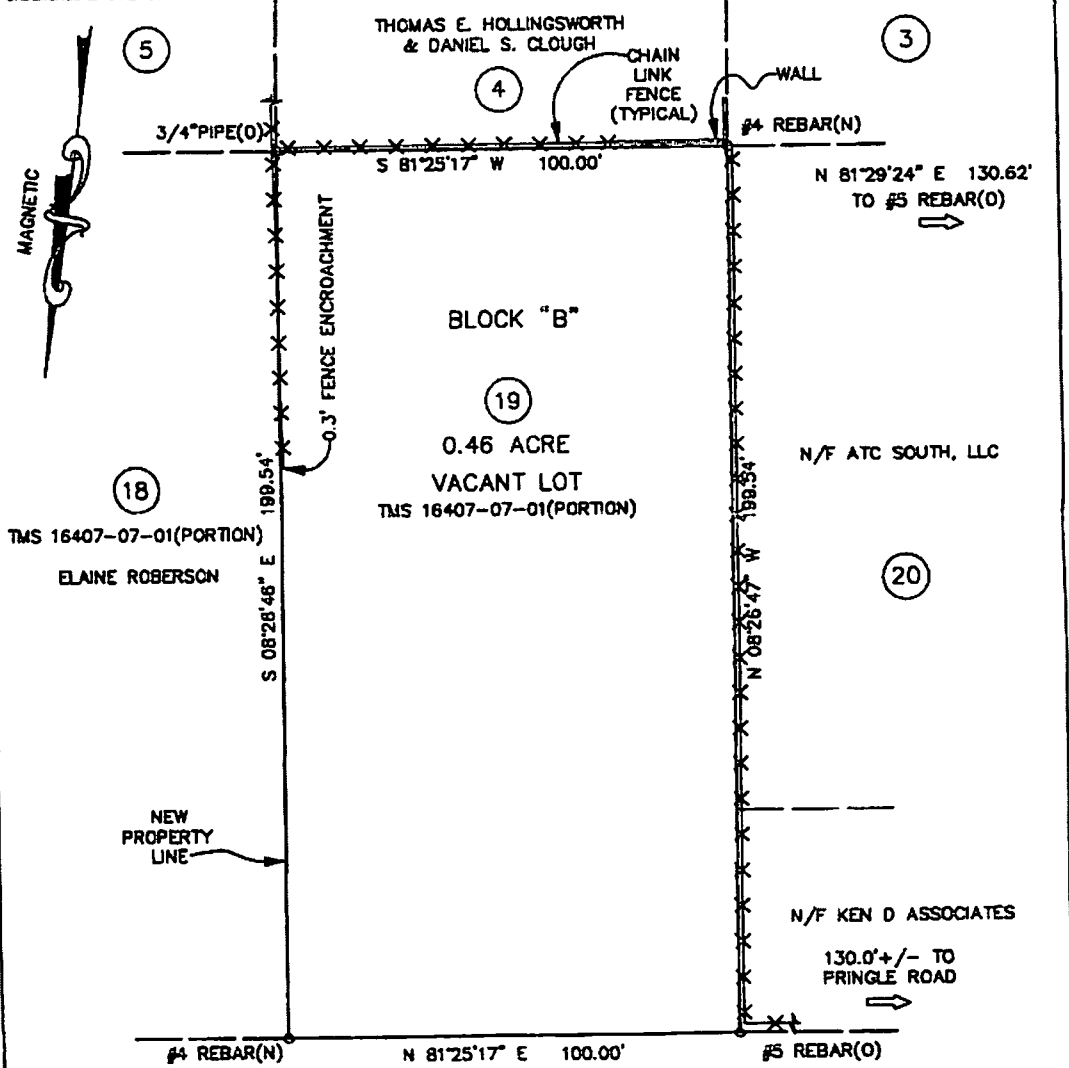 5
THOMAS E. HOLLINGSWORTH
& DANIEL S. CLOUGH
3
4
CHAIN
LINK
FENCE
(TYPICAL)
WALL
3/4" PIPE(O)
#4 REBAR(N)
S 81°25'17" W 100.00'
N 81°29'24" E 130.62'
TO #5 REBAR(O)
MAGNETIC
0.3' FENCE ENCROACHMENT
BLOCK "B"
19
0.46 ACRE
VACANT LOT
TMS 16407-07-01(PORTION)
N/F ATC SOUTH, LLC
18
TMS 16407-07-01(PORTION)
ELAINE ROBERSON
S 08°26'46" E 199.54'
N 08°26'47" W 199.54'
20
NEW
PROPERTY
LINE
N/F KEN D ASSOCIATES
130.0'+/- TO
PRINGLE ROAD
#4 REBAR(N)
N 81°25'17" E 100.00'
#5 REBAR(O)